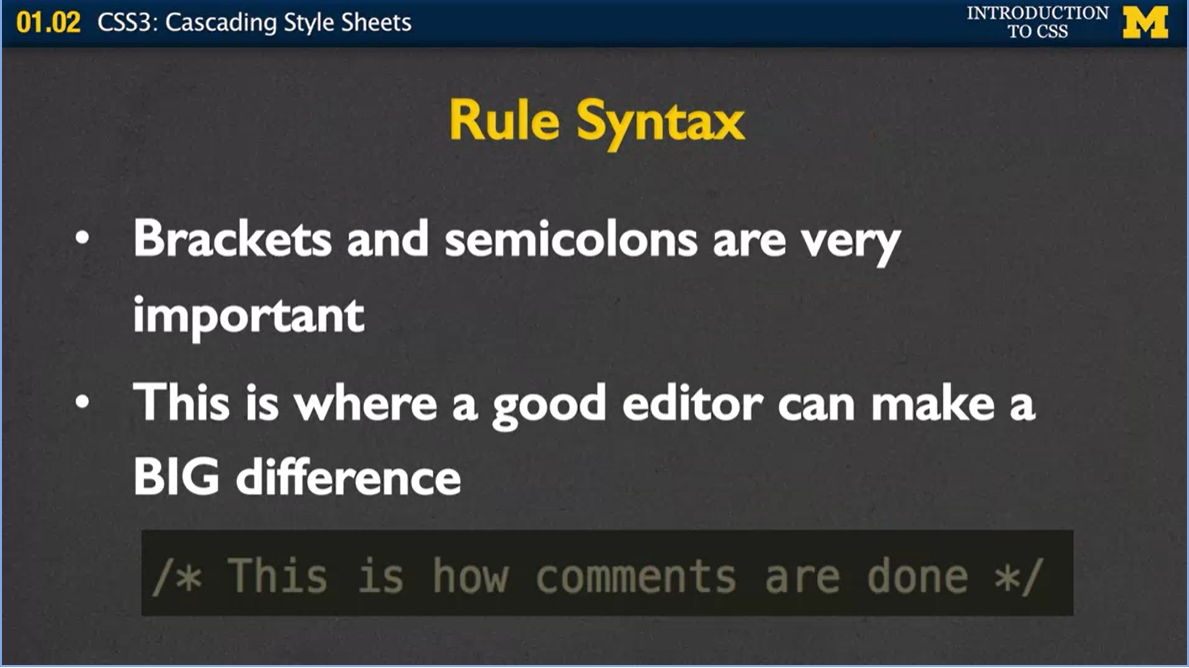 01.02 CSS3: Cascading Style Sheets
INTRODUCTION
TO CSS
M
Rule Syntax
• Brackets and semicolons are very
important
• This is where a good editor can make a
BIG difference
/* This is how comments are done */